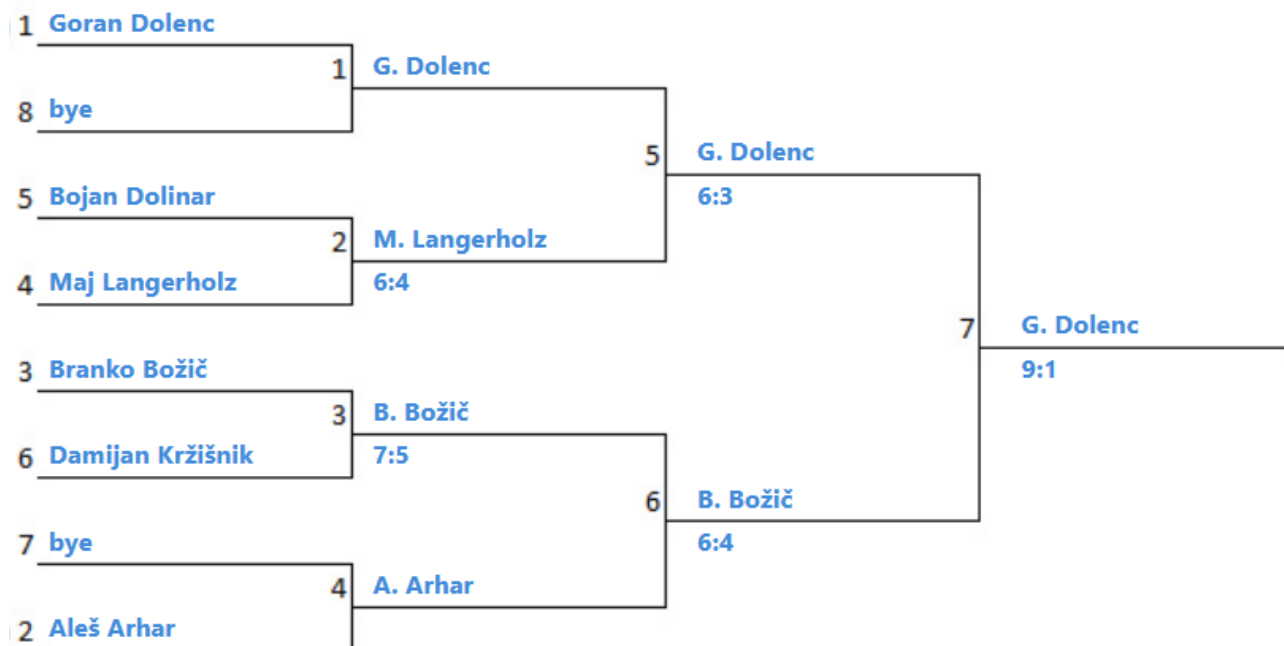 1 Goran Dolenc
1 G. Dolenc
8 bye
5 G. Dolenc
6:3
5 Bojan Dolinar
2 M. Langerholz
6:4
4 Maj Langerholz
7 G. Dolenc
9:1
3 Branko Božič
3 B. Božič
7:5
6 Damijan Kržišnik
6 B. Božič
6:4
7 bye
4 A. Arhar
2 Aleš Arhar